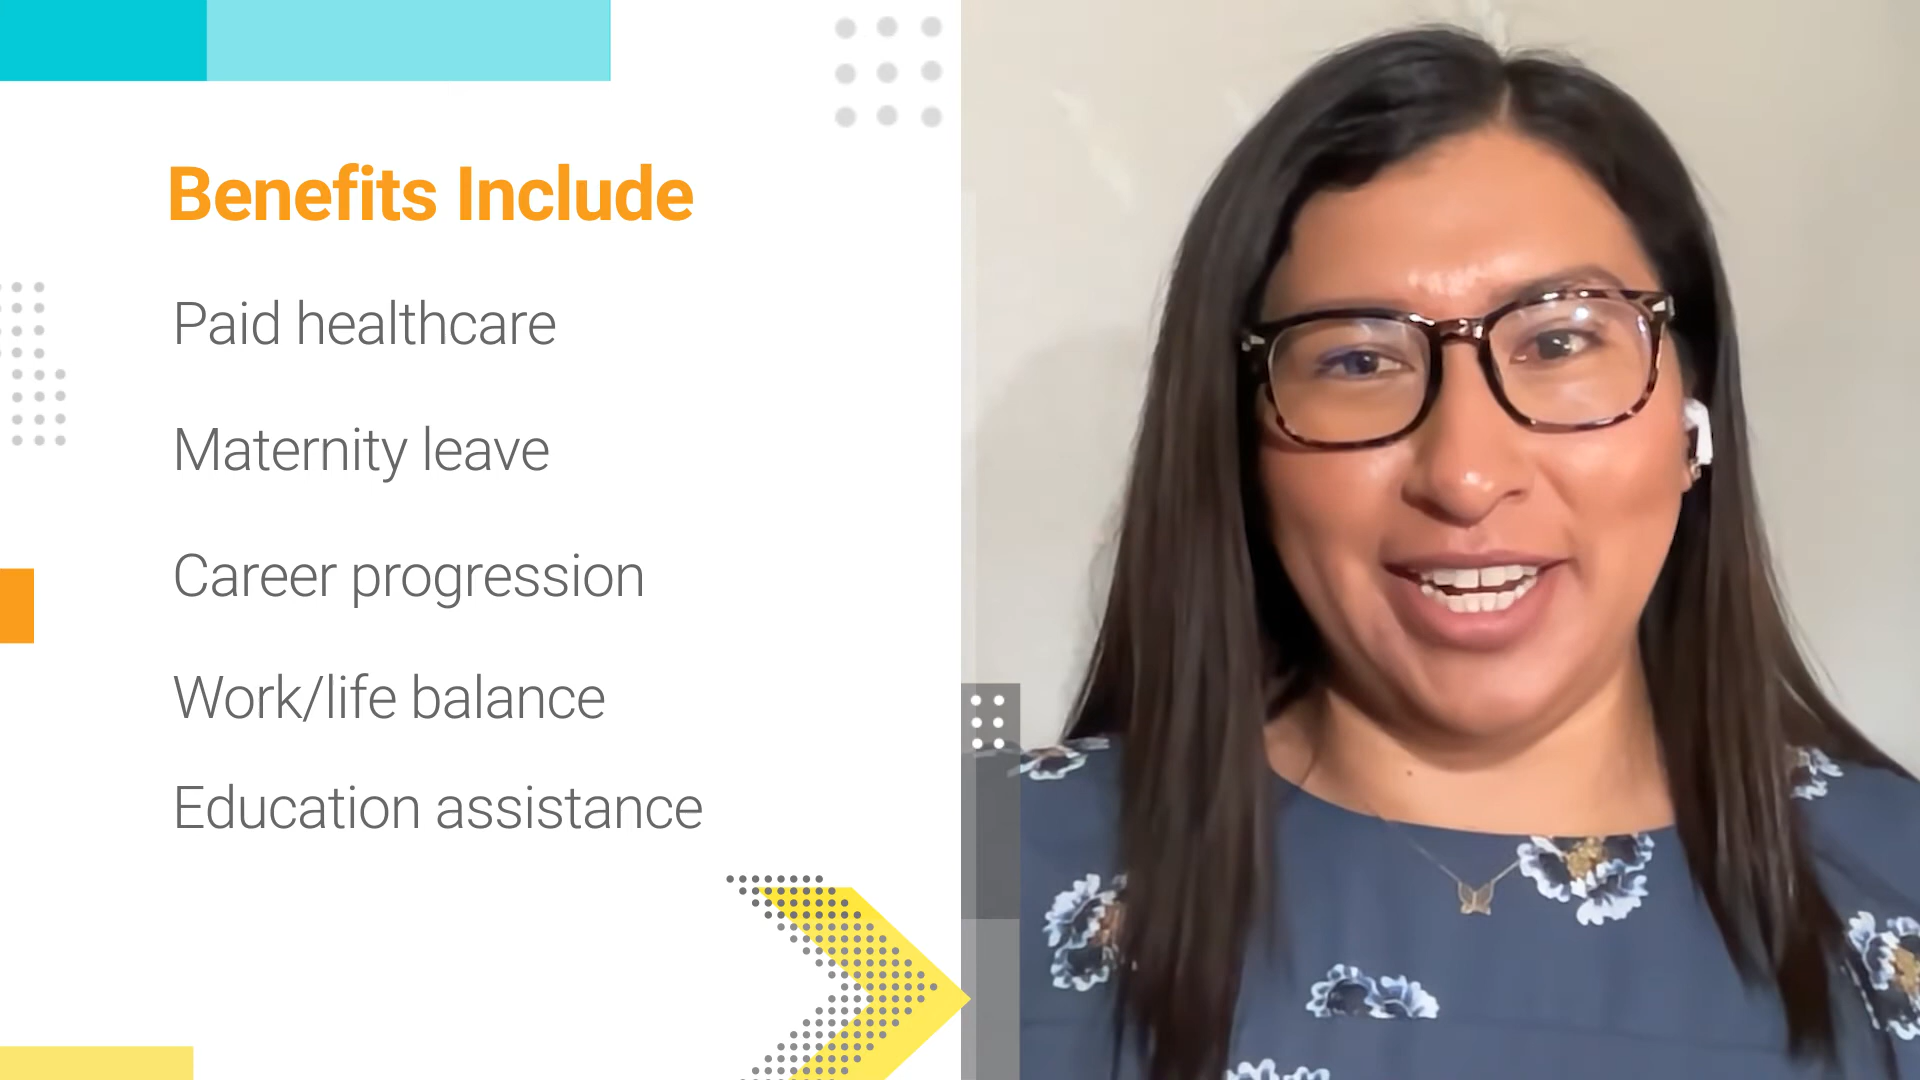 Benefits Include
Paid healthcare
Maternity leave
Career progression
Work/life balance
Education assistance